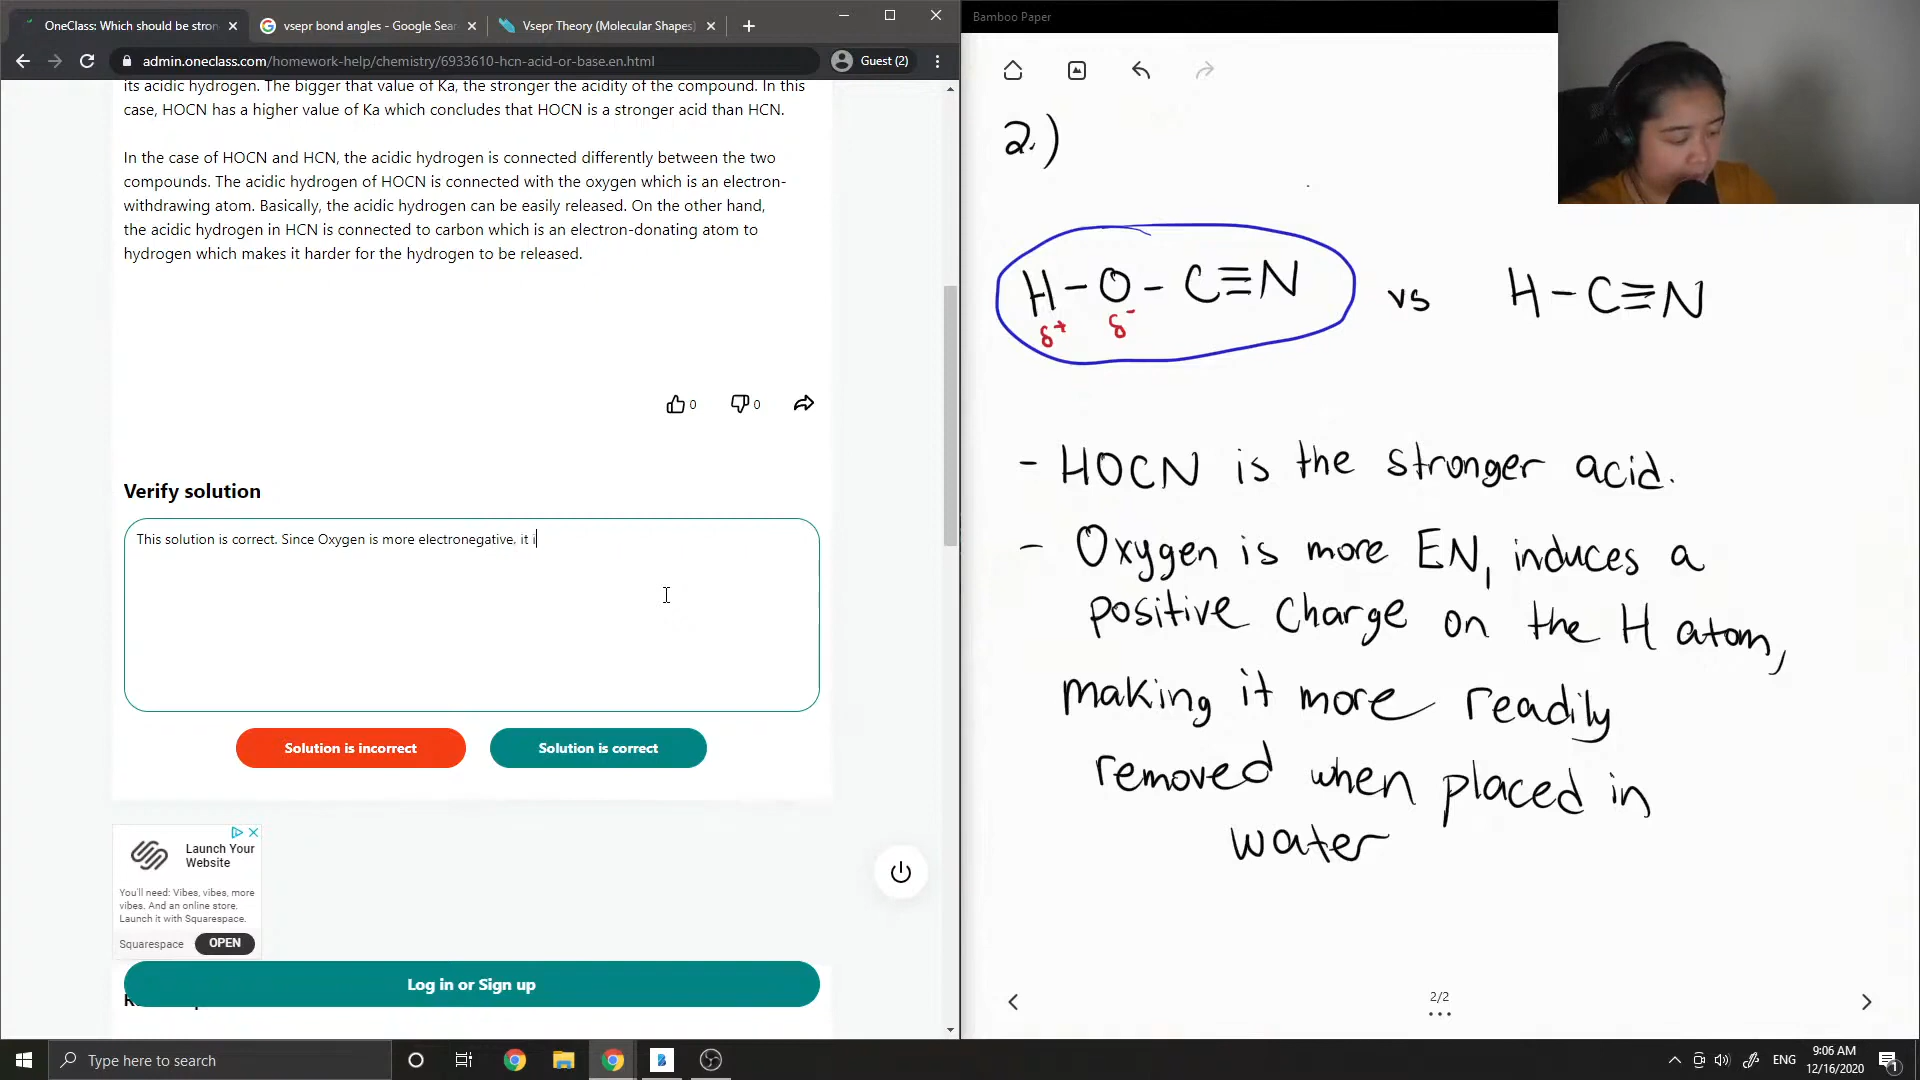 OneClass: Which should be stron
vsepr bond angles - Google Sear
Vsepr Theory (Molecular Shapes)
Bamboo Paper
admin.oneclass.com/homework-help/chemistry/6933610-hcn-acid-or-base.en.html
Guest (2)
its acidic hydrogen. The bigger that value of Ka, the stronger the acidity of the compound. In this
case, HOCN has a higher value of Ka which concludes that HOCN is a stronger acid than HCN.
In the case of HOCN and HCN, the acidic hydrogen is connected differently between the two
compounds. The acidic hydrogen of HOCN is connected with the oxygen which is an electron-
withdrawing atom. Basically, the acidic hydrogen can be easily released. On the other hand,
the acidic hydrogen in HCN is connected to carbon which is an electron-donating atom to
hydrogen which makes it harder for the hydrogen to be released.
0
0
Verify solution
This solution is correct. Since Oxygen is more electronegative, it i
Solution is incorrect
Solution is correct
Launch Your
Website
You'll need: Vibes, vibes, more
vibes. And an online store.
Launch it with Squarespace.
Squarespace
OPEN
Log in or Sign up
2.)
H-O-C≡N vs H-C≡N
δ+ δ-
- HOCN is the stronger acid.
- Oxygen is more EN, induces a
positive charge on the H atom,
making it more readily
removed when placed in
water
2/2
Type here to search
ENG
9:06 AM
12/16/2020
1